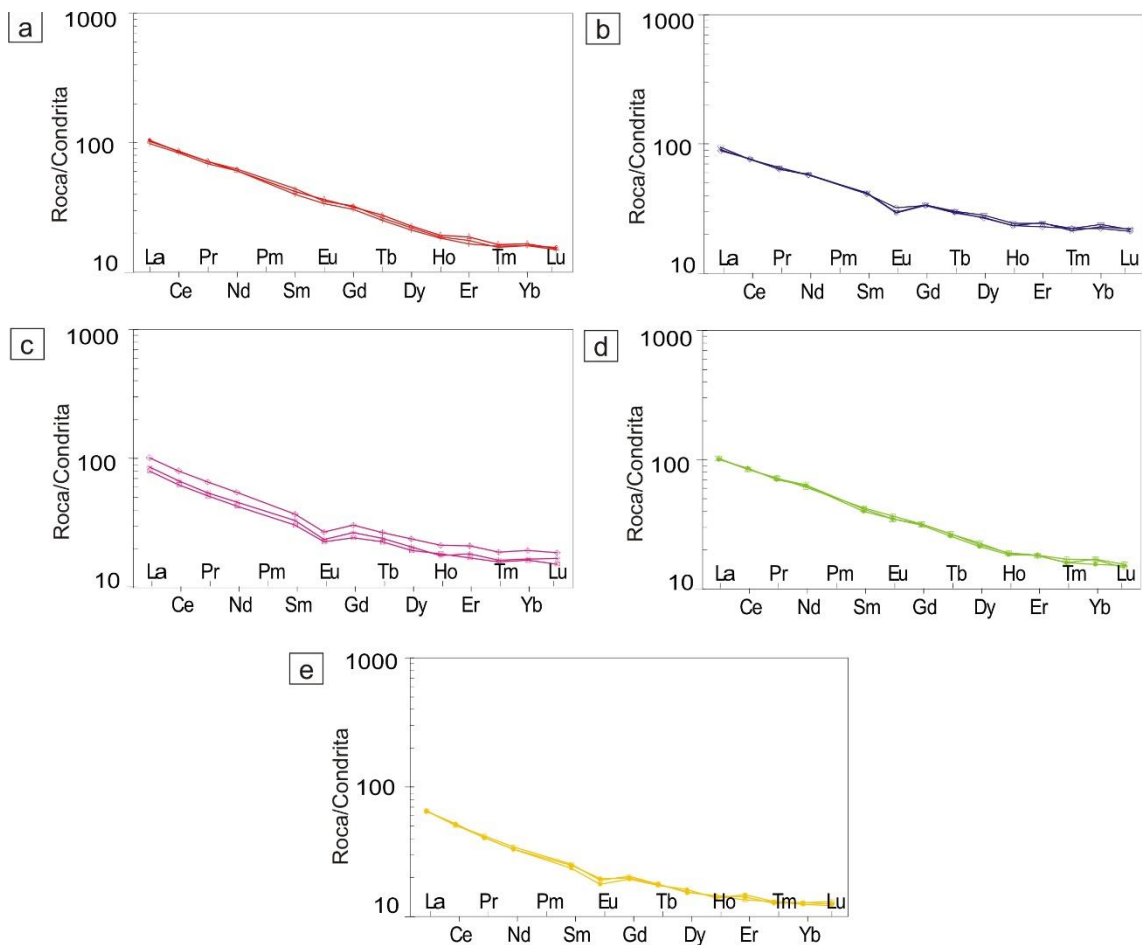 a
1000
100
10
Roca/Condrita
La Pr Pm Eu Tb Ho Tm Lu
Ce Nd Sm Gd Dy Er Yb
b
1000
100
10
Roca/Condrita
La Pr Pm Eu Tb Ho Tm Lu
Ce Nd Sm Gd Dy Er Yb
c
1000
100
10
Roca/Condrita
La Pr Pm Eu Tb Ho Tm Lu
Ce Nd Sm Gd Dy Er Yb
d
1000
100
10
Roca/Condrita
La Pr Pm Eu Tb Ho Tm Lu
Ce Nd Sm Gd Dy Er Yb
e
1000
100
10
Roca/Condrita
La Pr Pm Eu Tb Ho Tm Lu
Ce Nd Sm Gd Dy Er Yb